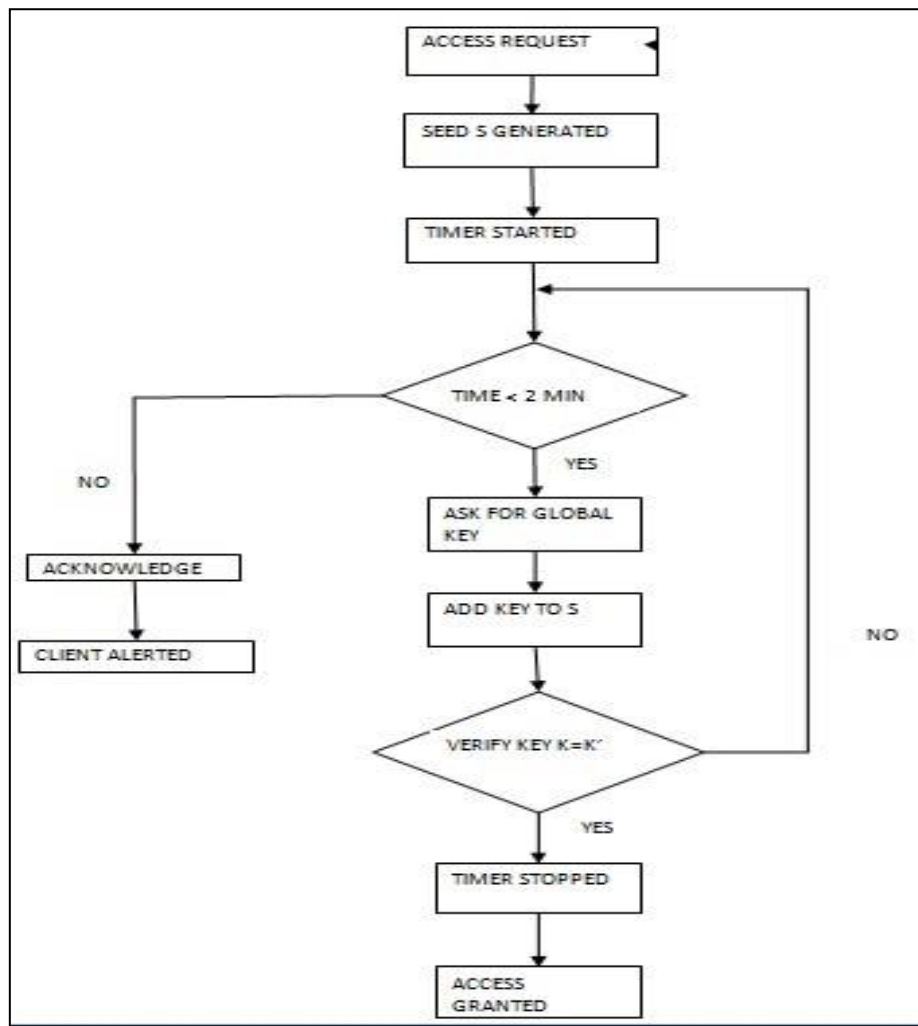 ACCESS REQUEST
SEED S GENERATED
TIMER STARTED
TIME < 2 MIN
YES
NO
ASK FOR GLOBAL
KEY
ACKNOWLEDGE
ADD KEY TO S
NO
CLIENT ALERTED
VERIFY KEY K=K'
YES
TIMER STOPPED
ACCESS
GRANTED